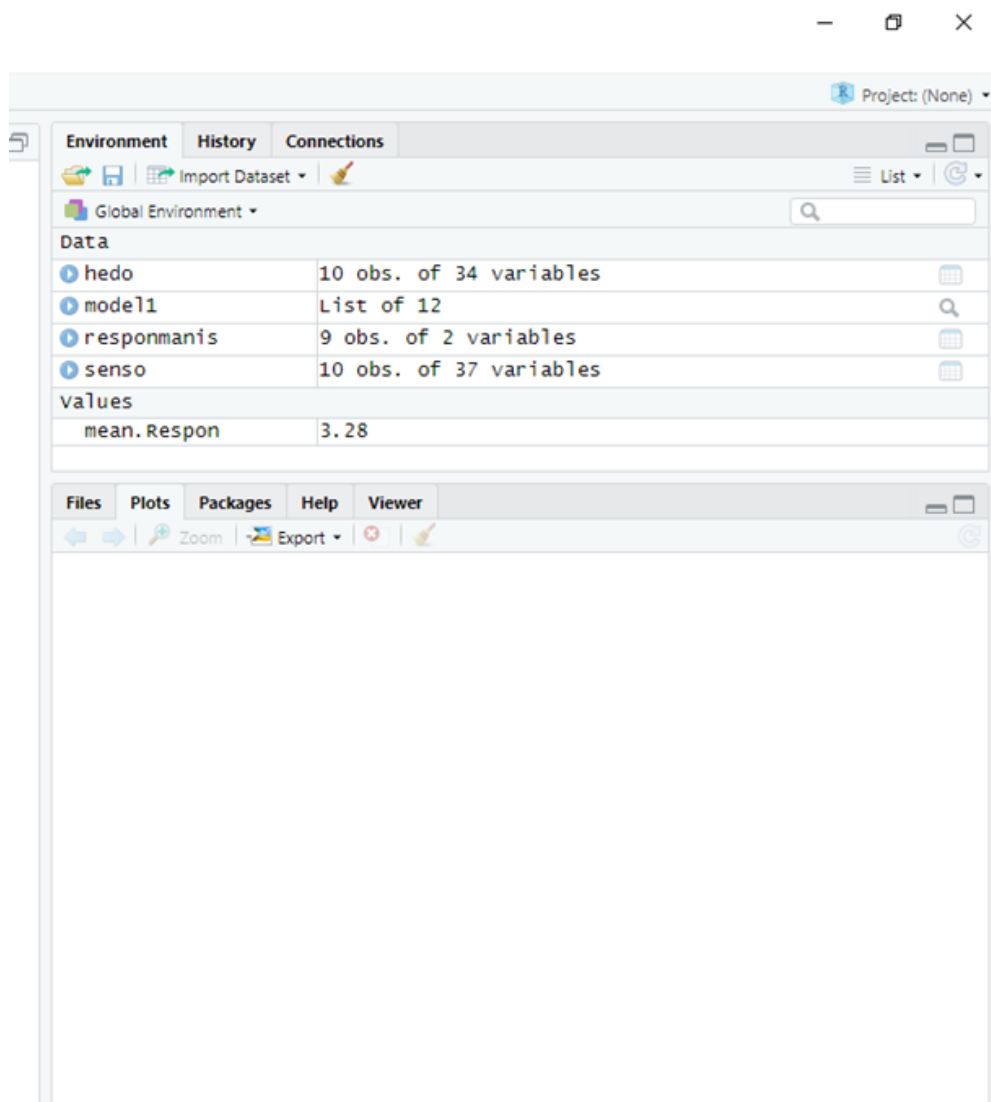 Project: (None)
Environment History Connections
Import Dataset List
Global Environment
Data
hedo 10 obs. of 34 variables
model1 List of 12
responmanis 9 obs. of 2 variables
senso 10 obs. of 37 variables
Values
mean.Respon 3.28
Files Plots Packages Help Viewer
Zoom Export